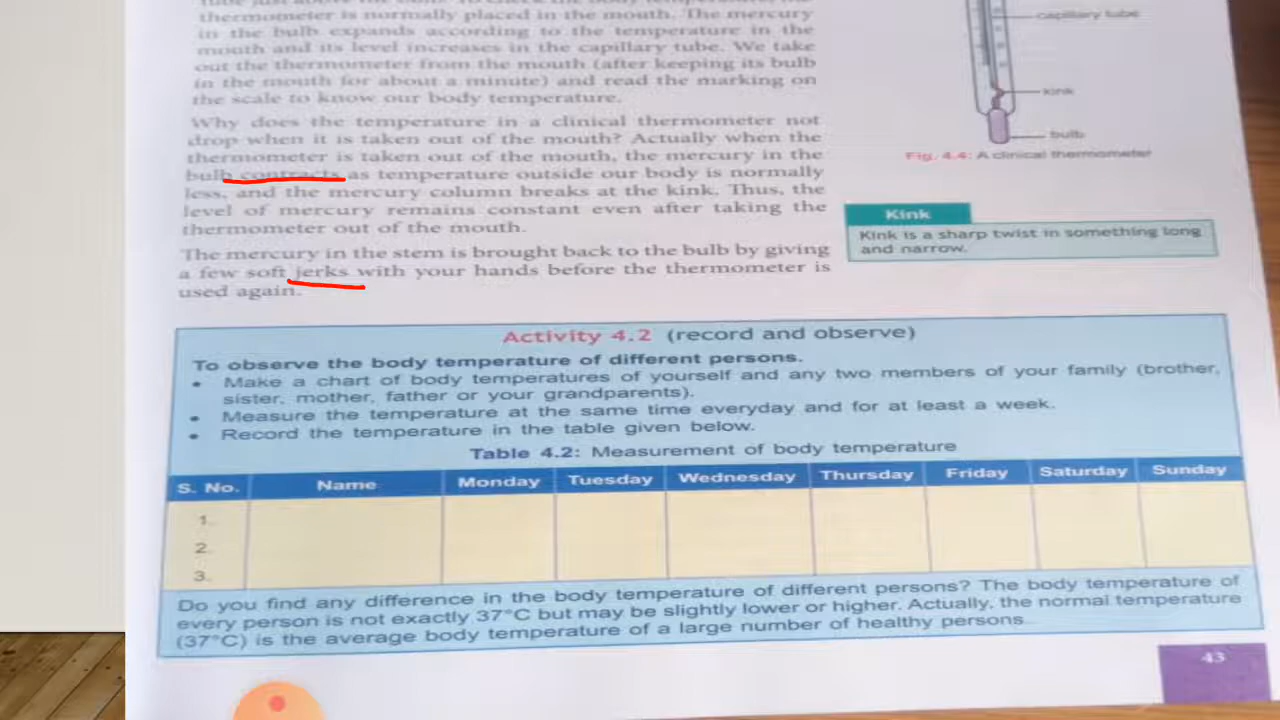 thermometer is normally placed in the mouth. The mercury
in the bulb expands according to the temperature in the
mouth and its level increases in the capillary tube. We take
out the thermometer from the mouth (after keeping its bulb
in the mouth for about a minute) and read the marking on
the scale to know our body temperature.
Why does the temperature in a clinical thermometer not
drop when it is taken out of the mouth? Actually when the
thermometer is taken out of the mouth, the mercury in the
bulb contracts as temperature outside our body is normally
less, and the mercury column breaks at the kink. Thus, the
level of mercury remains constant even after taking the
thermometer out of the mouth.
The mercury in the stem is brought back to the bulb by giving
a few soft jerks with your hands before the thermometer is
used again.
capillary tube
kink
bulb
Fig. 4.4: A clinical thermometer
Kink
Kink is a sharp twist in something long
and narrow.
Activity 4.2 (record and observe)
To observe the body temperature of different persons.
• Make a chart of body temperatures of yourself and any two members of your family (brother,
sister, mother, father or your grandparents).
• Measure the temperature at the same time everyday and for at least a week.
• Record the temperature in the table given below.
Table 4.2: Measurement of body temperature
S. No. Name Monday Tuesday Wednesday Thursday Friday Saturday Sunday
1.
2.
3.
Do you find any difference in the body temperature of different persons? The body temperature of
every person is not exactly 37°C but may be slightly lower or higher. Actually, the normal temperature
(37°C) is the average body temperature of a large number of healthy persons.
43